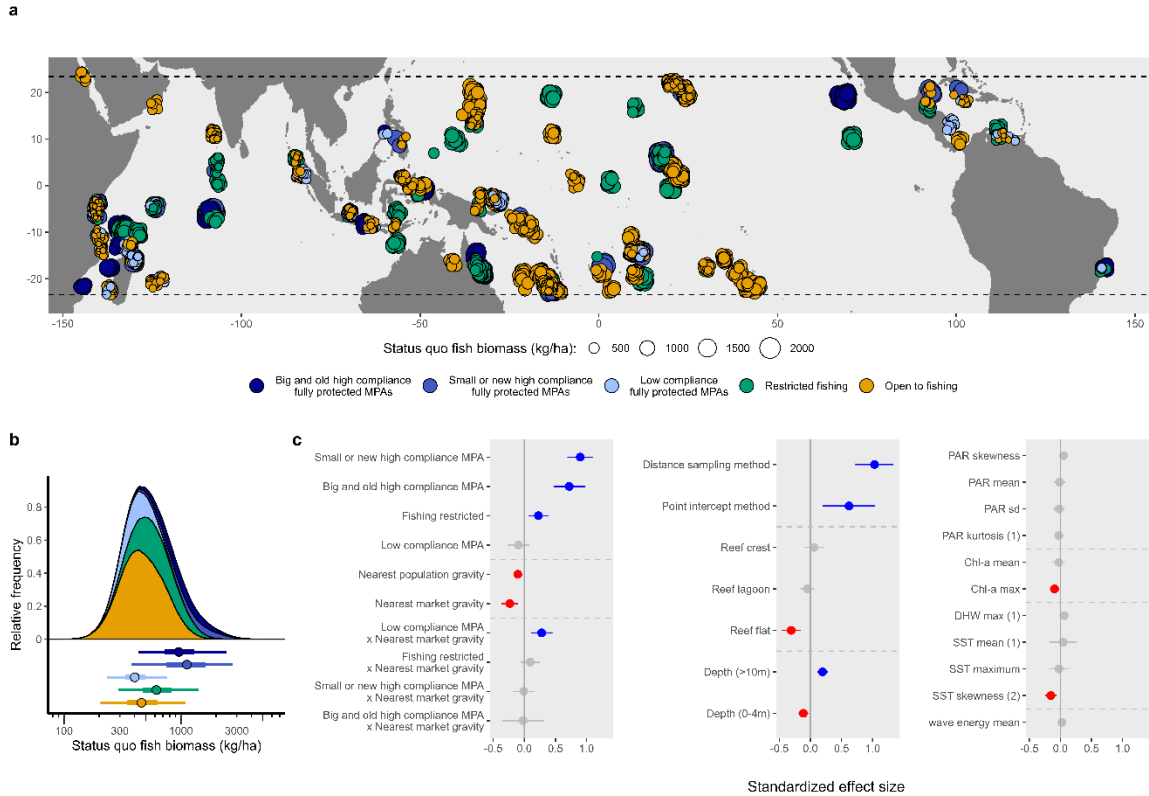 a
20
10
0
-10
-20
-150
-100
-50
0
50
100
150
Status quo fish biomass (kg/ha):
500
1000
1500
2000
Big and old high compliance
fully protected MPAs
Small or new high compliance
fully protected MPAs
Low compliance
fully protected MPAs
Restricted fishing
Open to fishing
b
Relative frequency
0.8
0.6
0.4
0.2
0
100
300
1000
3000
Status quo fish biomass (kg/ha)
c
Small or new high compliance MPA
Big and old high compliance MPA
Fishing restricted
Low compliance MPA
Nearest population gravity
Nearest market gravity
Low compliance MPA
x Nearest market gravity
Fishing restricted
x Nearest market gravity
Small or new high compliance MPA
x Nearest market gravity
Big and old high compliance MPA
x Nearest market gravity
-0.5
0.0
0.5
1.0
Distance sampling method
Point intercept method
Reef crest
Reef lagoon
Reef flat
Depth (>10m)
Depth (0-4m)
-0.5
0.0
0.5
1.0
PAR skewness
PAR mean
PAR sd
PAR kurtosis (1)
Chl-a mean
Chl-a max
DHW max (1)
SST mean (1)
SST maximum
SST skewness (2)
wave energy mean
-0.5
0.0
0.5
1.0
Standardized effect size